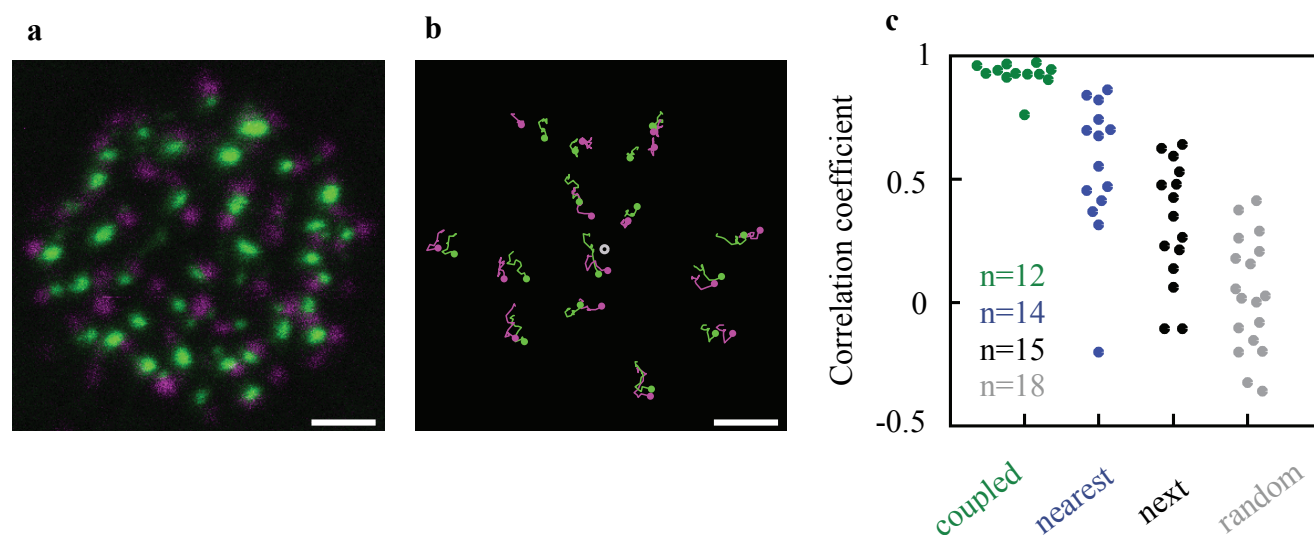 a
b
c
Correlation coefficient
1
0.5
0
-0.5
n=12
n=14
n=15
n=18
coupled
nearest
next
random